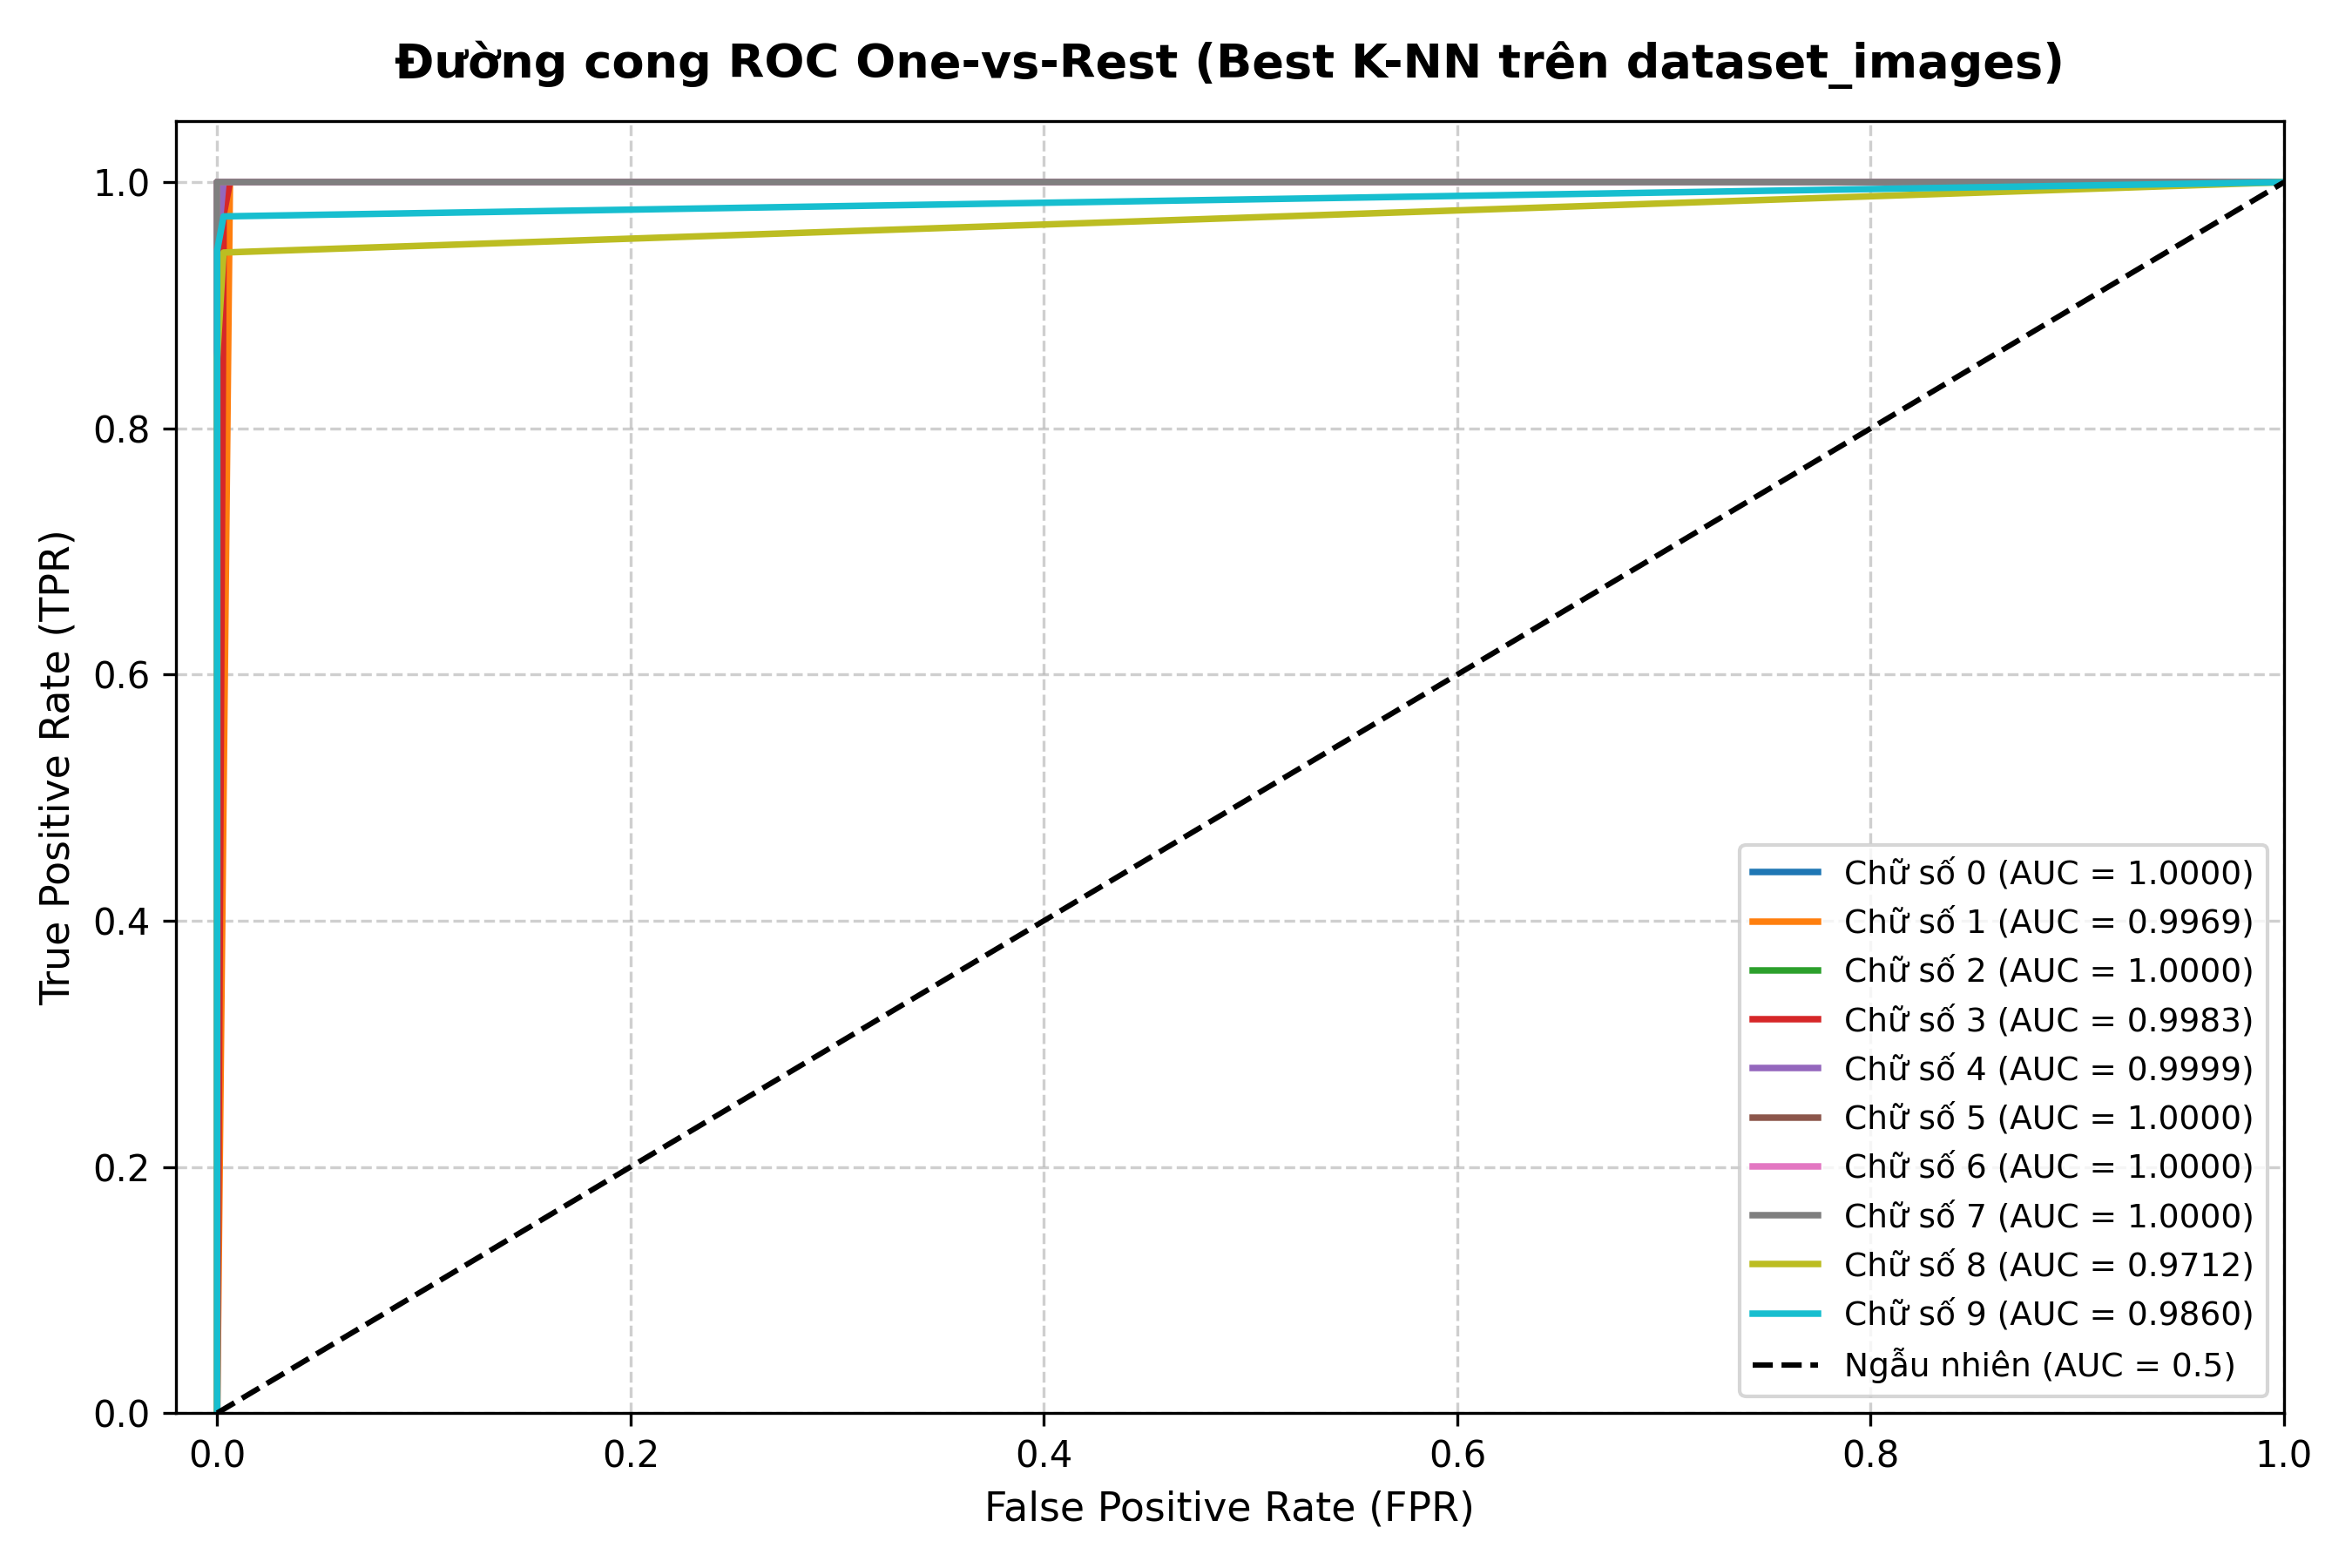 Đường cong ROC One-vs-Rest (Best K-NN trên dataset_images)
True Positive Rate (TPR)
1.0
0.8
0.6
0.4
0.2
0.0
0.0
0.2
0.4
0.6
0.8
1.0
False Positive Rate (FPR)
Chữ số 0 (AUC = 1.0000)
Chữ số 1 (AUC = 0.9969)
Chữ số 2 (AUC = 1.0000)
Chữ số 3 (AUC = 0.9983)
Chữ số 4 (AUC = 0.9999)
Chữ số 5 (AUC = 1.0000)
Chữ số 6 (AUC = 1.0000)
Chữ số 7 (AUC = 1.0000)
Chữ số 8 (AUC = 0.9712)
Chữ số 9 (AUC = 0.9860)
Ngẫu nhiên (AUC = 0.5)